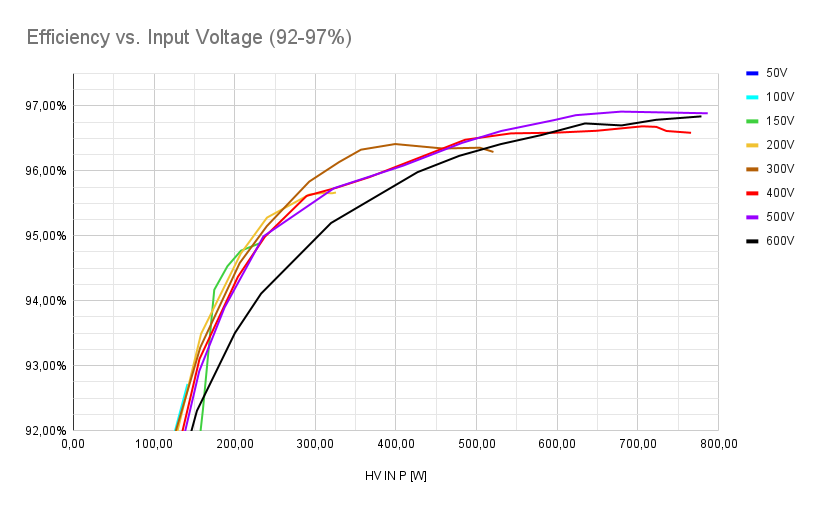 Efficiency vs. Input Voltage (92-97%)
97,00%
96,00%
95,00%
94,00%
93,00%
92,00%
0,00 100,00 200,00 300,00 400,00 500,00 600,00 700,00 800,00
HV IN P [W]
50V
100V
150V
200V
300V
400V
500V
600V